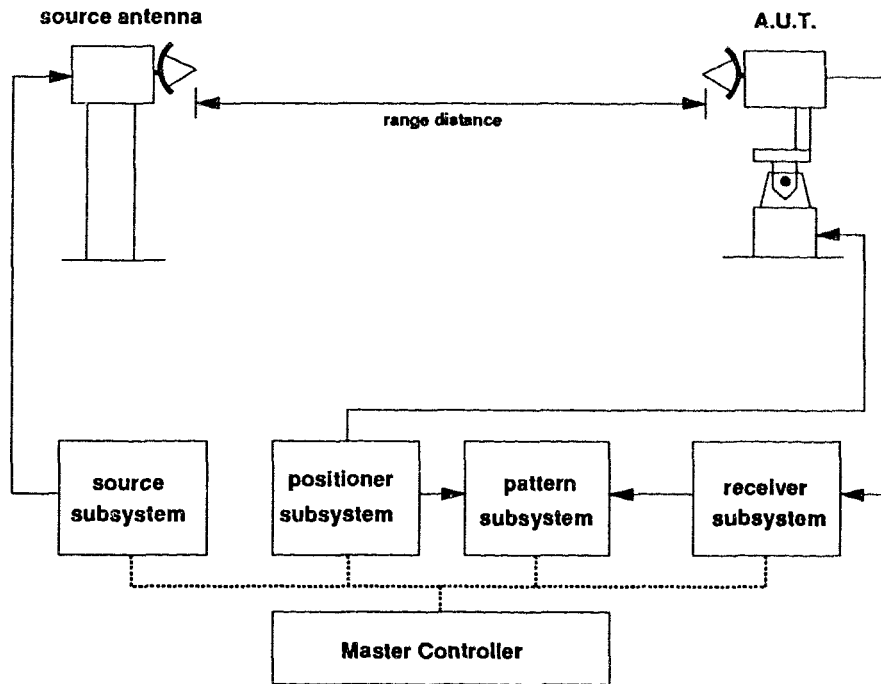 source antenna
A.U.T.
range distance
source
subsystem
positioner
subsystem
pattern
subsystem
receiver
subsystem
Master Controller